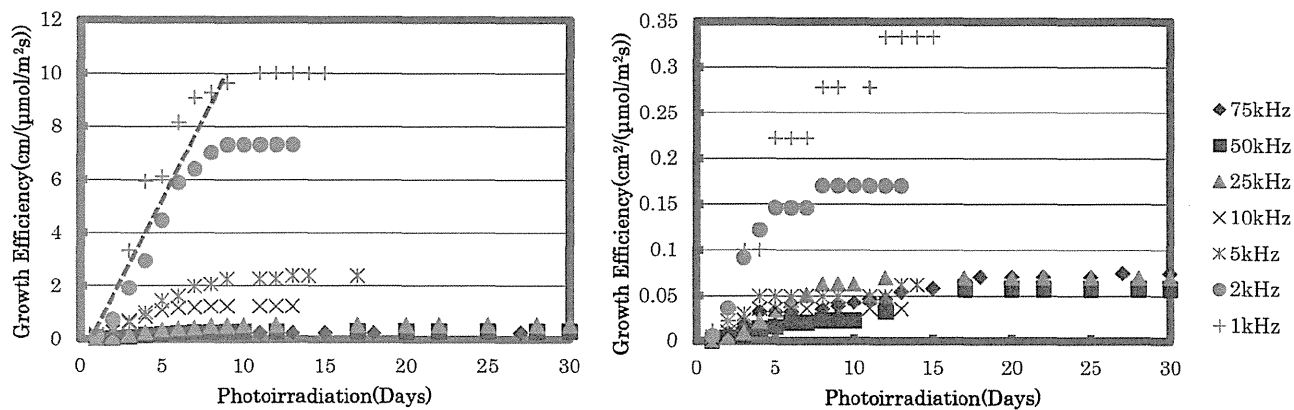 Growth Efficiency(cm/(μmol/m²s))
12
10
8
6
4
2
0
0 5 10 15 20 25 30
Photoirradiation(Days)
Growth Efficiency(cm²/(μmol/m²s))
0.35
0.3
0.25
0.2
0.15
0.1
0.05
0
0 5 10 15 20 25 30
Photoirradiation(Days)
75kHz
50kHz
25kHz
10kHz
5kHz
2kHz
1kHz